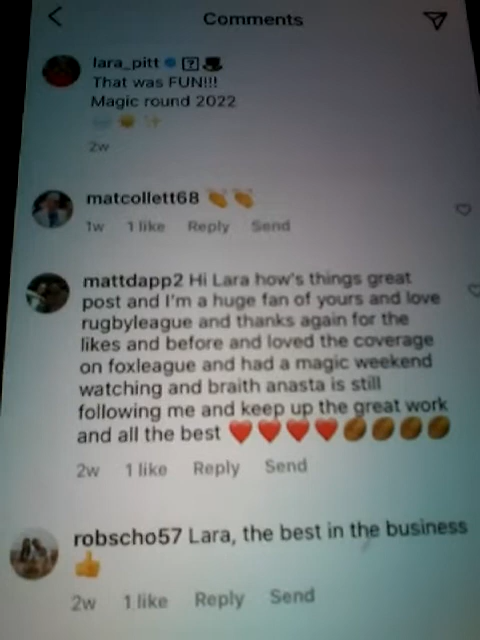 Comments
lara_pitt
That was FUN!!!
Magic round 2022
2w
matcollett68
1w 1 like Reply Send
mattdapp2 Hi Lara how's things great
post and I'm a huge fan of yours and love
rugbyleague and thanks again for the
likes and before and loved the coverage
on foxleague and had a magic weekend
watching and braith anasta is still
following me and keep up the great work
and all the best
2w 1 like Reply Send
robscho57 Lara, the best in the business
2w 1 like Reply Send